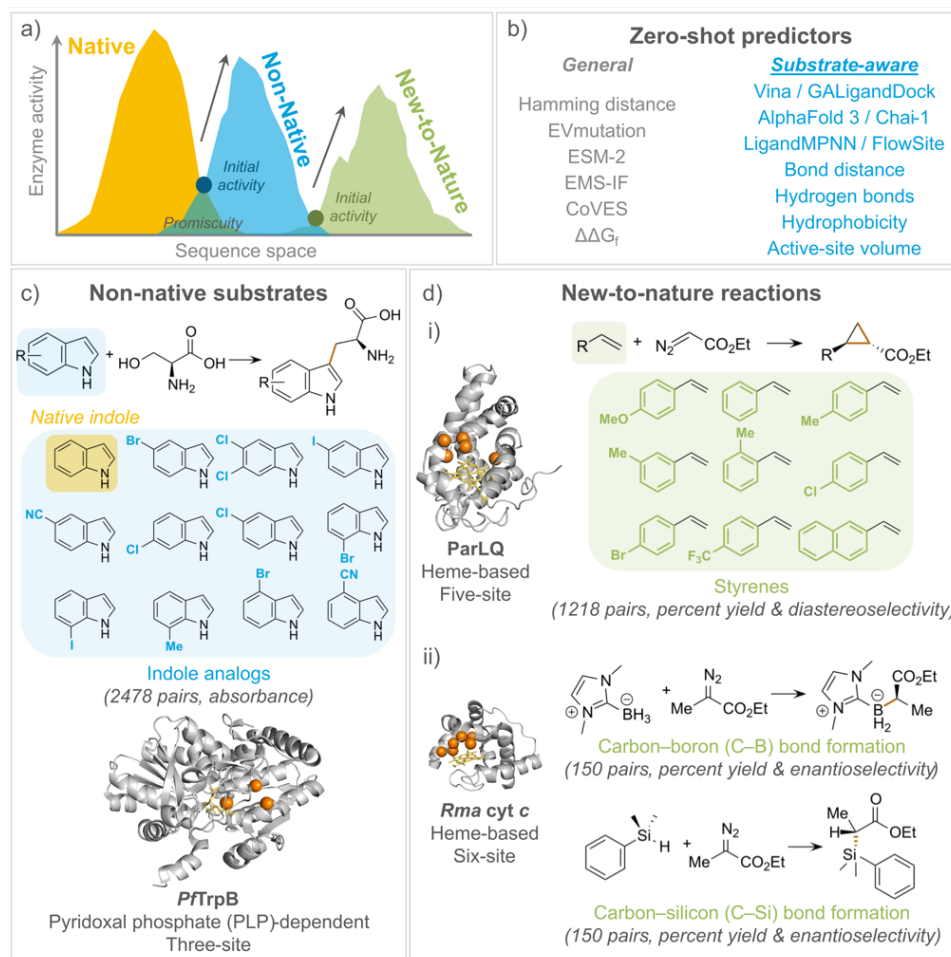 a)
Native
Non-Native
New-to-Nature
Enzyme activity
Initial
activity
Initial
activity
Promiscuity
Sequence space
b)
Zero-shot predictors
General
Hamming distance
EVmutation
ESM-2
EMS-IF
CoVES
ΔΔGf
Substrate-aware
Vina / GALigandDock
AlphaFold 3 / Chai-1
LigandMPNN / FlowSite
Bond distance
Hydrogen bonds
Hydrophobicity
Active-site volume
c)
Non-native substrates
R
N
H
+
HO
O
OH
NH2
R
N
H
O
OH
NH2
Native indole
N
H
Br
N
H
Cl
Cl
N
H
I
N
H
NC
N
H
Cl
N
H
Cl
N
H
Br
N
H
I
N
H
Me
N
H
Br
N
H
CN
N
H
Indole analogs
(2478 pairs, absorbance)
PfTrpB
Pyridoxal phosphate (PLP)-dependent
Three-site
d)
New-to-nature reactions
i)
R
+
N2
CO2Et
R
CO2Et
MeO
Me
Me
Me
Cl
Br
F3C
Styrenes
(1218 pairs, percent yield & diastereoselectivity)
ParLQ
Heme-based
Five-site
ii)
N
N
+
BH3
−
+
N2
Me
CO2Et
N
N
+
B
−
H2
CO2Et
H
Me
Carbon–boron (C–B) bond formation
(150 pairs, percent yield & enantioselectivity)
Rma cyt c
Heme-based
Six-site
Si
H
+
N2
Me
CO2Et
Me
O
H
OEt
Si
Carbon–silicon (C–Si) bond formation
(150 pairs, percent yield & enantioselectivity)